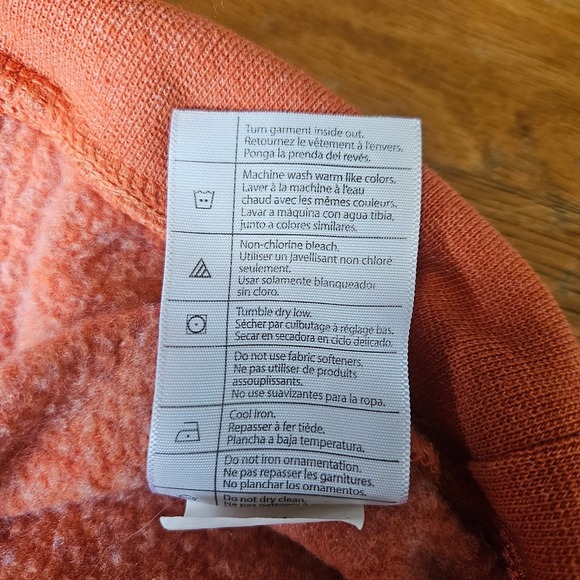 Turn garment inside out.
Retournez le vêtement à l'envers.
Ponga la prenda del revés.
Machine wash warm like colors.
Laver à la machine à l'eau
chaud avec les mêmes couleurs.
Lavar a máquina con agua tibia,
junto a colores similares.
Non-chlorine bleach.
Utiliser un javellisant non chloré
seulement.
Usar solamente blanqueador
sin cloro.
Tumble dry low.
Sécher par culbutage à réglage bas.
Secar en secadora en ciclo delicado.
Do not use fabric softeners.
Ne pas utiliser de produits
assouplissants.
No use suavizantes para la ropa.
Cool iron.
Repasser à fer tiède.
Plancha a baja temperatura.
Do not iron ornamentation.
Ne pas repasser les garnitures.
No planchar los ornamentos.
Do not dry clean.
Ne pas nettoyer à